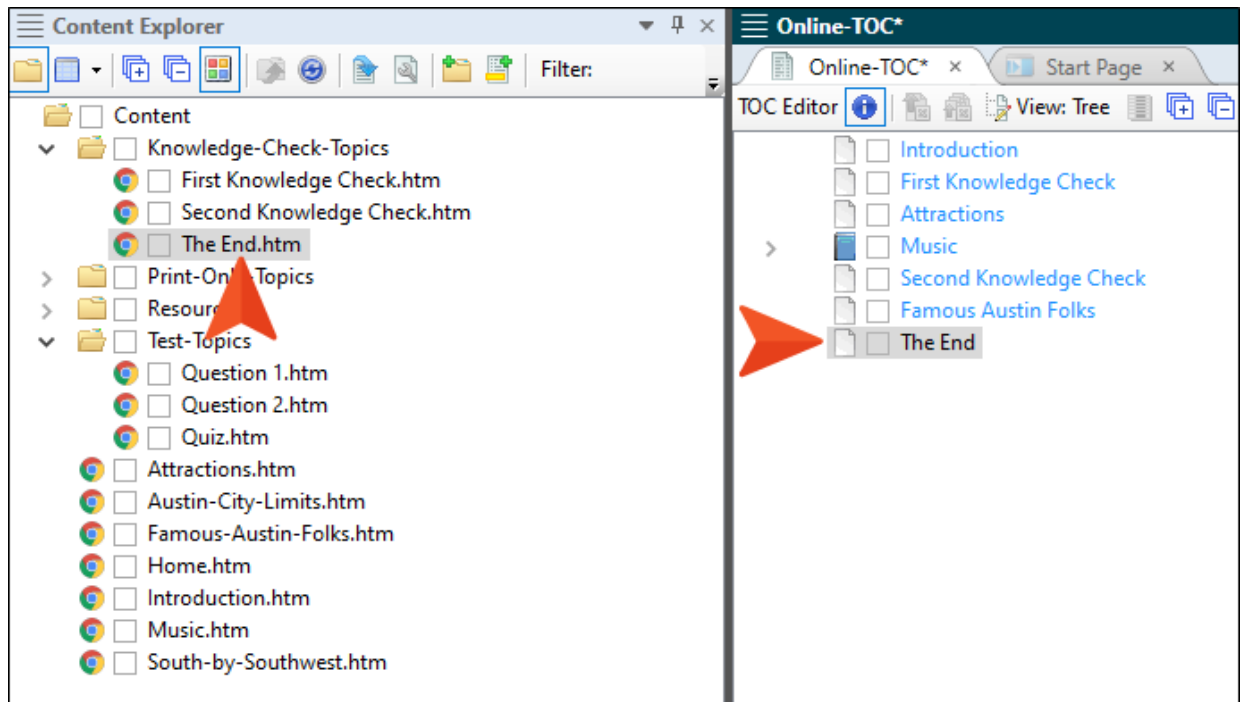 Content Explorer
Filter:
Content
Knowledge-Check-Topics
First Knowledge Check.htm
Second Knowledge Check.htm
The End.htm
Print-Only-Topics
Test-Topics
Question 1.htm
Question 2.htm
Quiz.htm
Attractions.htm
Austin-City-Limits.htm
Famous-Austin-Folks.htm
Home.htm
Introduction.htm
Music.htm
South-by-Southwest.htm
Online-TOC*
Online-TOC* × Start Page ×
TOC Editor View: Tree
Introduction
First Knowledge Check
Attractions
Music
Second Knowledge Check
Famous Austin Folks
The End